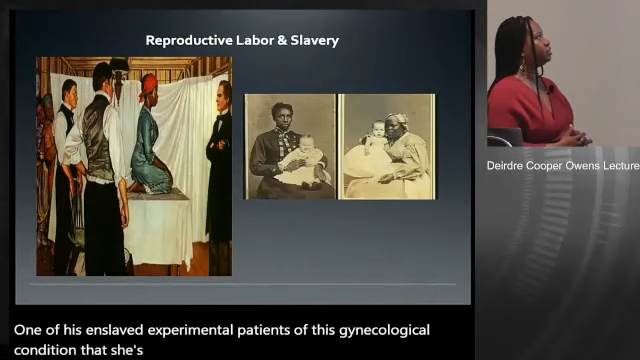 Reproductive Labor & Slavery
Deirdre Cooper Owens Lecture
One of his enslaved experimental patients of this gynecological
condition that she's